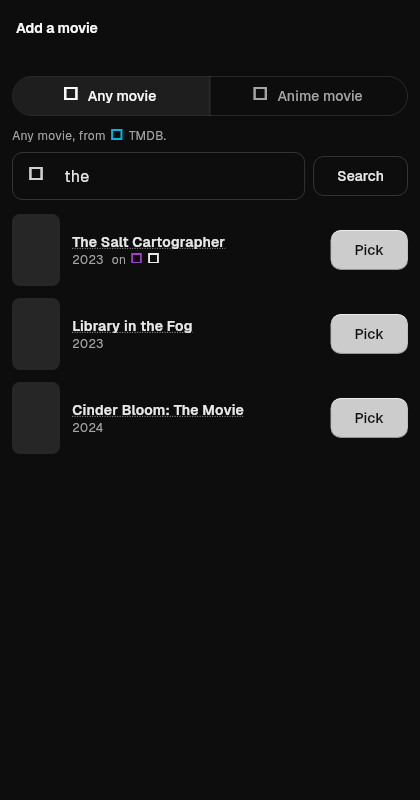 Add a movie
Any movie
Anime movie
Any movie, from TMDB.
the
Search
The Salt Cartographer
2023 on
Pick
Library in the Fog
2023
Pick
Cinder Bloom: The Movie
2024
Pick